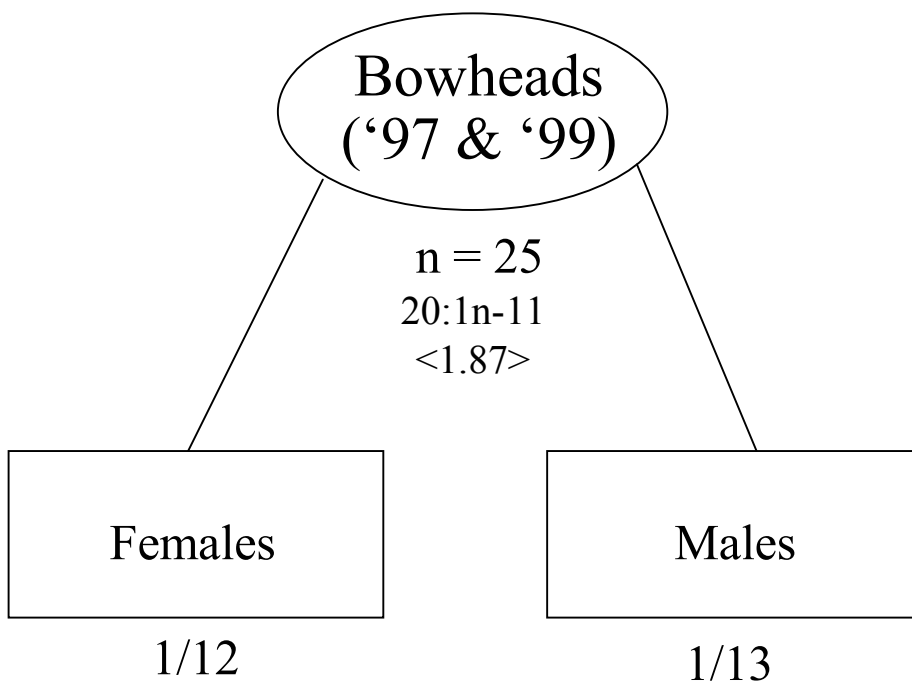 Bowheads
(‘97 & ‘99)
n = 25
20:1n-11
<1.87>
Females
Males
1/12
1/13